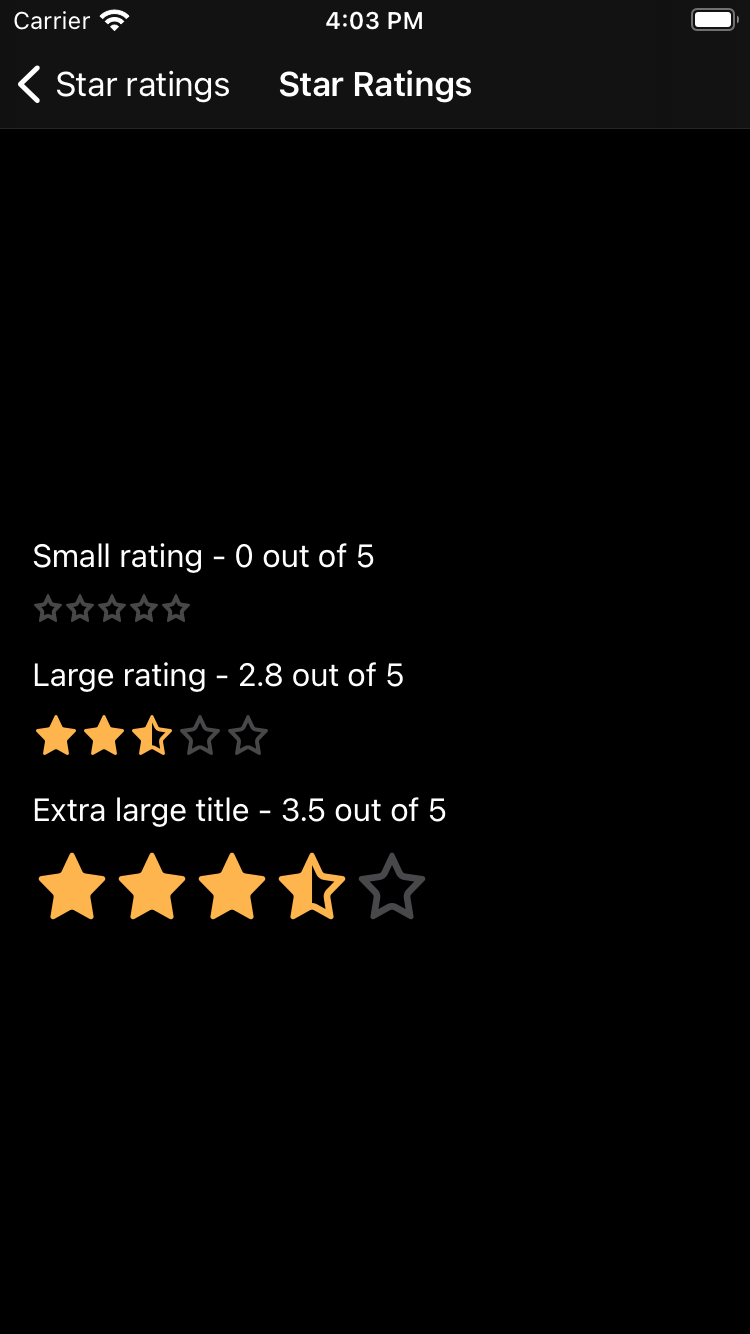 Carrier 4:03 PM
Star ratings Star Ratings
Small rating - 0 out of 5
Large rating - 2.8 out of 5
Extra large title - 3.5 out of 5